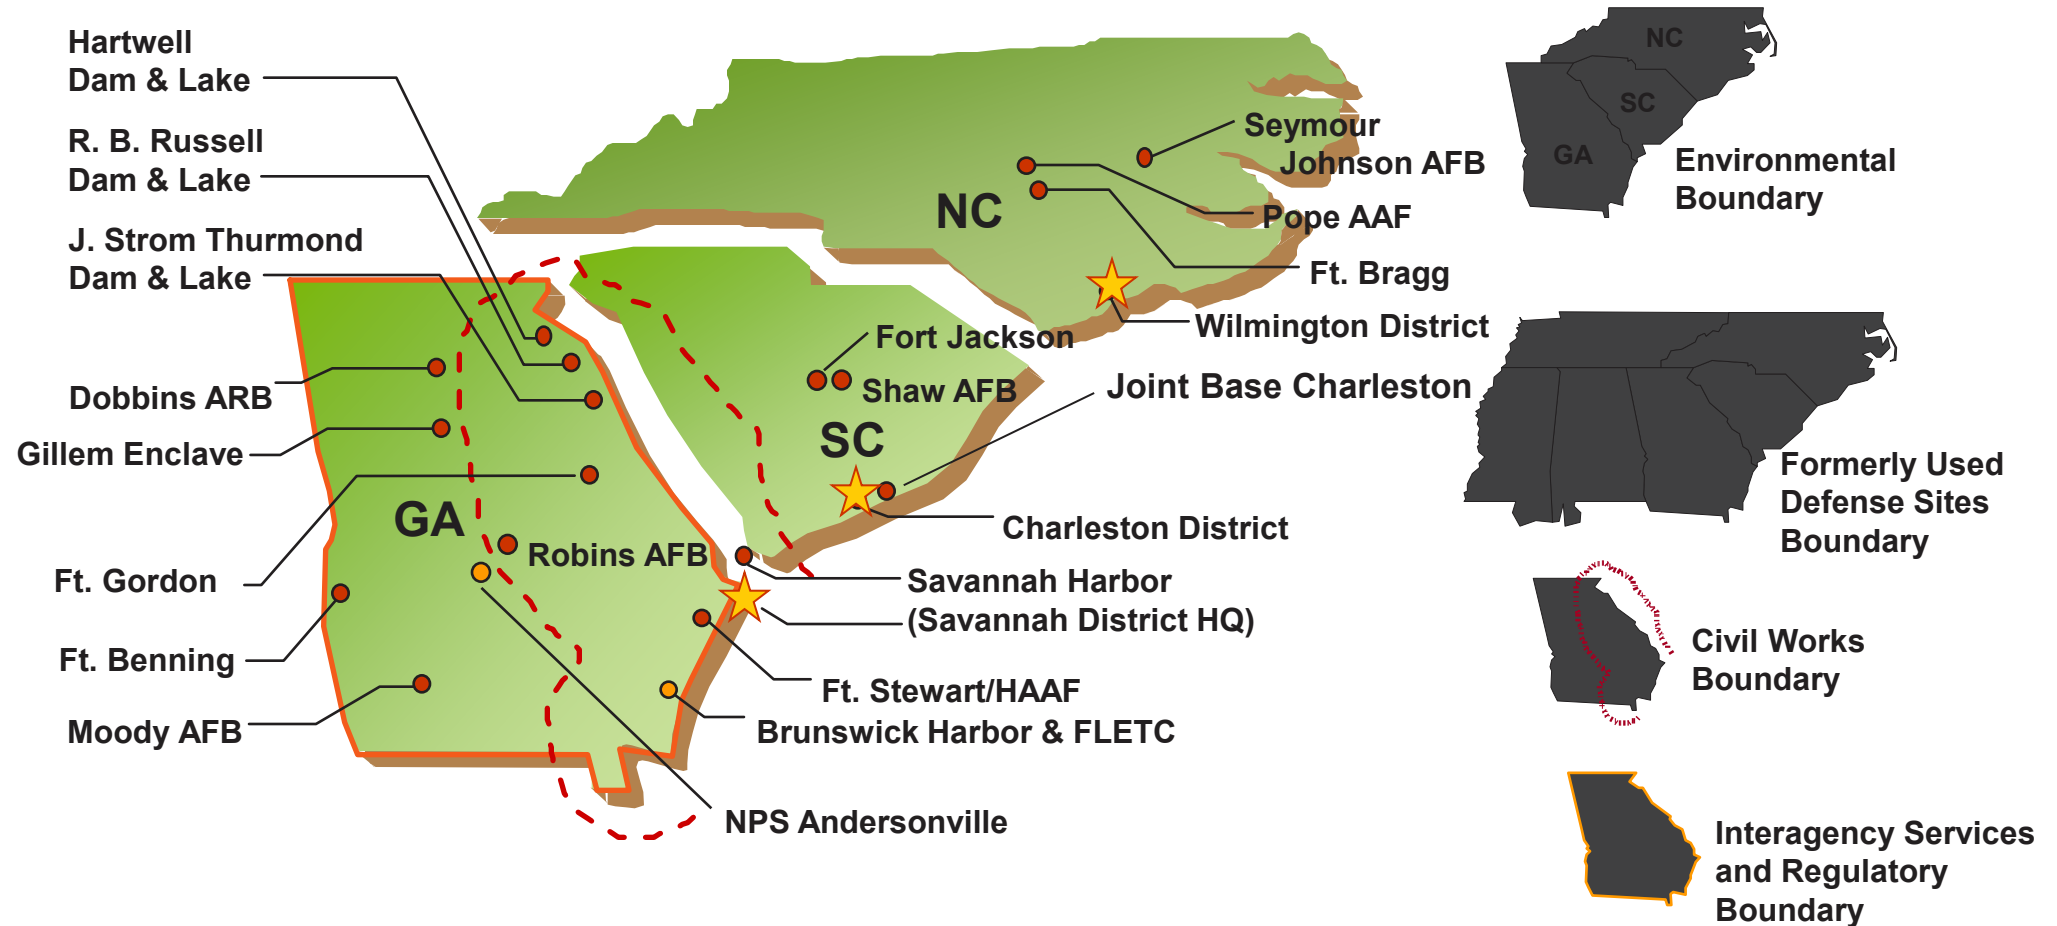 Hartwell
Dam & Lake
R. B. Russell
Dam & Lake
J. Strom Thurmond
Dam & Lake
Dobbins ARB
Gillem Enclave
Ft. Gordon
Ft. Benning
Moody AFB
GA
Robins AFB
NC
Seymour
Johnson AFB
Pope AAF
Ft. Bragg
Wilmington District
Fort Jackson
Shaw AFB
Joint Base Charleston
SC
Charleston District
Savannah Harbor
(Savannah District HQ)
Ft. Stewart/HAAF
Brunswick Harbor & FLETC
NPS Andersonville
NC
SC
GA
Environmental
Boundary
Formerly Used
Defense Sites
Boundary
Civil Works
Boundary
Interagency Services
and Regulatory
Boundary